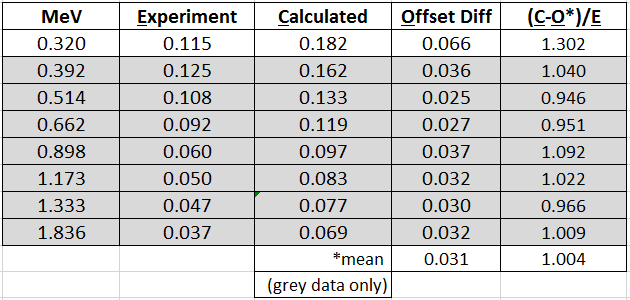 MeV Experiment Calculated Offset Diff (C-O*)/E
0.320 0.115 0.182 0.066 1.302
0.392 0.125 0.162 0.036 1.040
0.514 0.108 0.133 0.025 0.946
0.662 0.092 0.119 0.027 0.951
0.898 0.060 0.097 0.037 1.092
1.173 0.050 0.083 0.032 1.022
1.333 0.047 0.077 0.030 0.966
1.836 0.037 0.069 0.032 1.009
*mean 0.031 1.004
(grey data only)